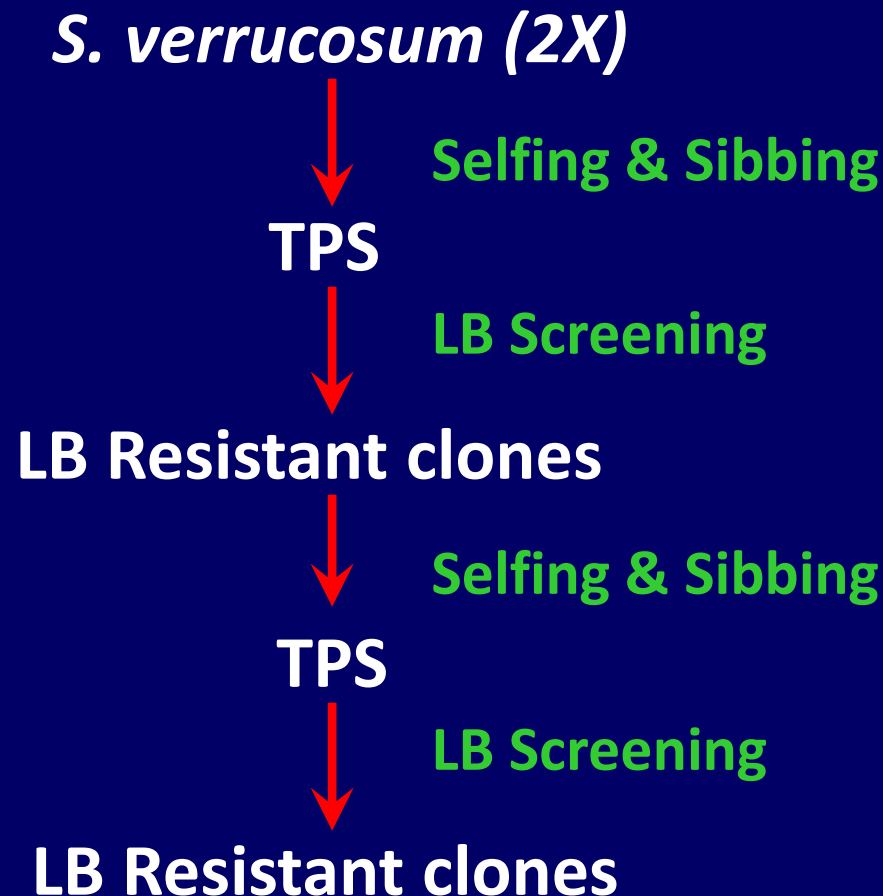 S. verrucosum (2X)
Selfing & Sibbing
TPS
LB Screening
LB Resistant clones
Selfing & Sibbing
TPS
LB Screening
LB Resistant clones